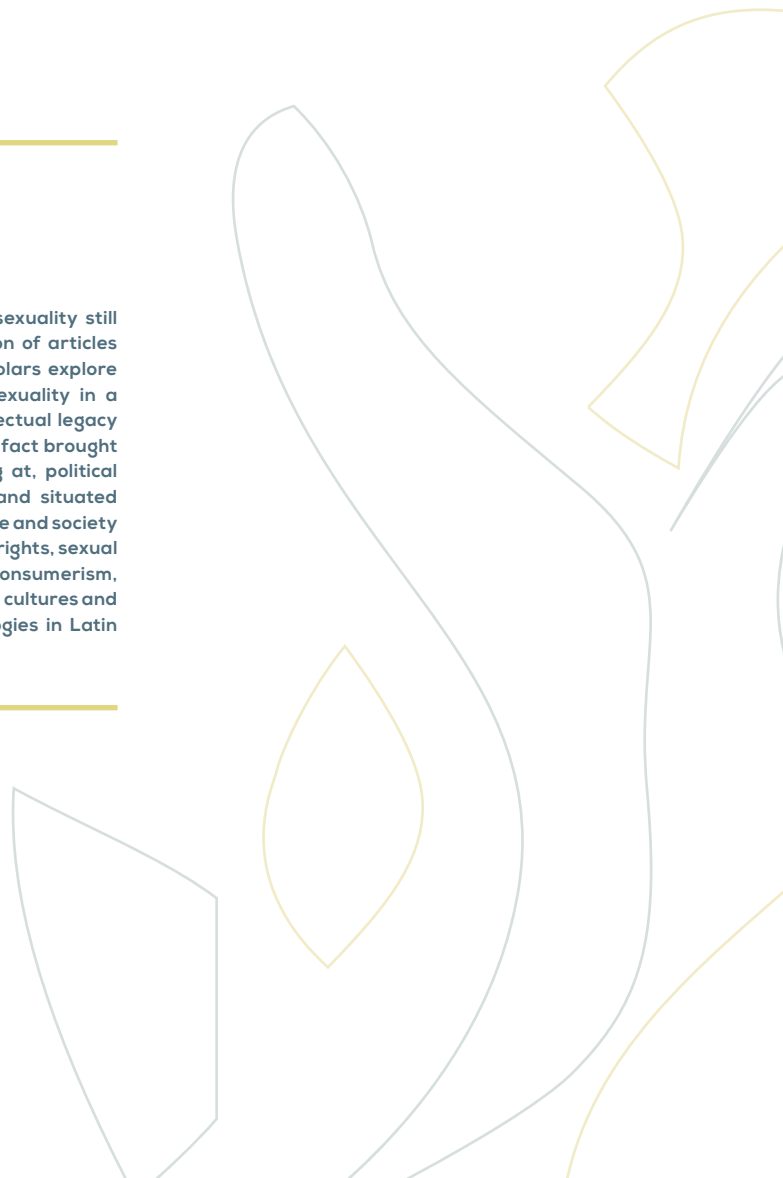 sexuality still
on of articles
olars explore
exuality in a
ectual legacy
fact brought
g at, political
and situated
e and society
rights, sexual
onsumerism,
cultures and
gies in Latin